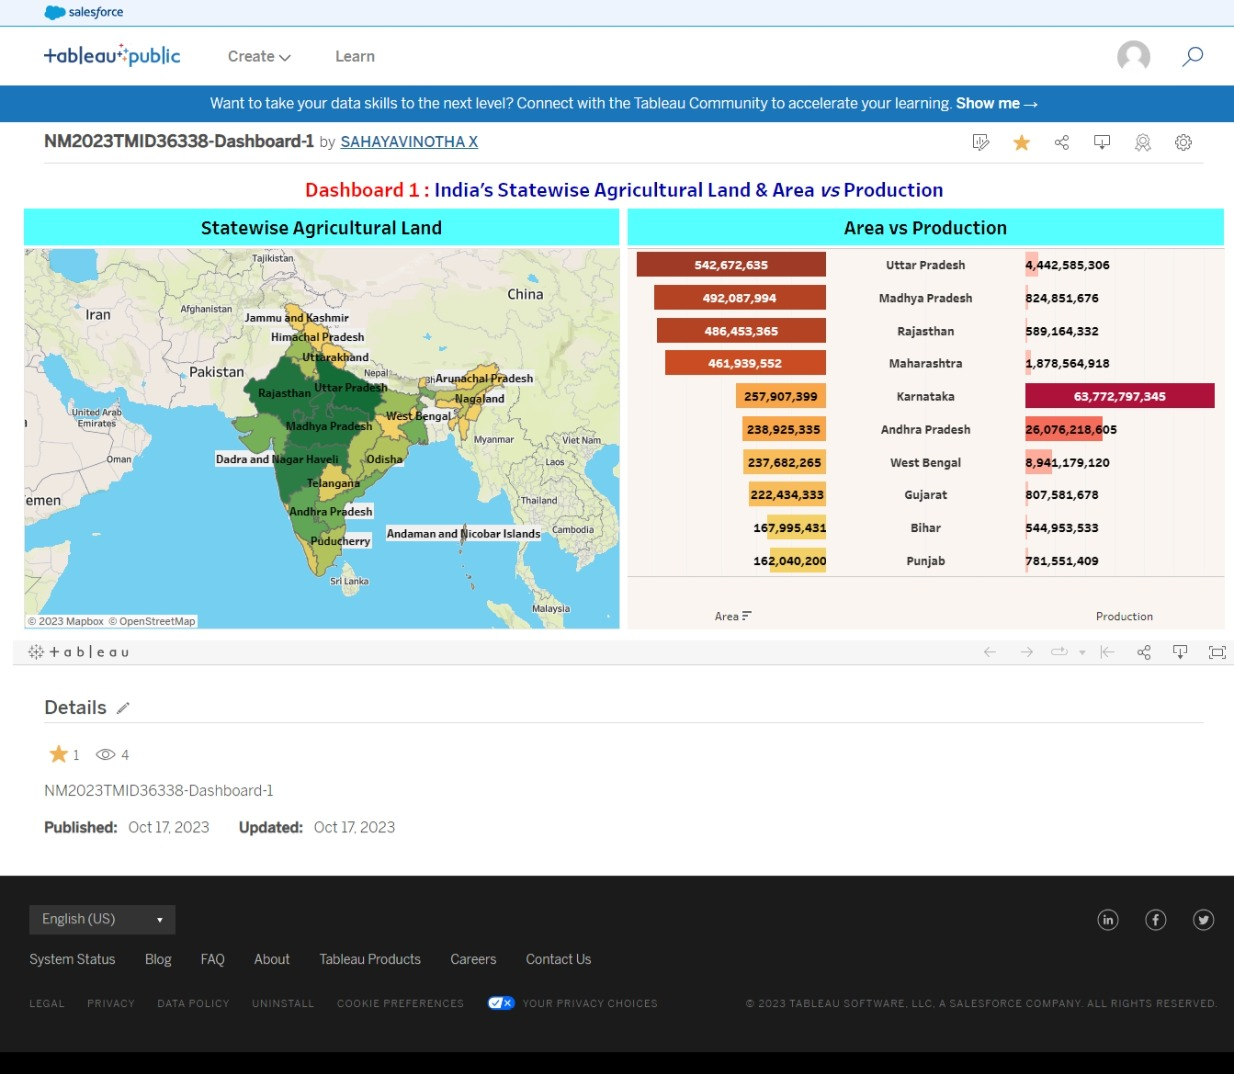 salesforce
+ableau public
Create
Learn
Want to take your data skills to the next level? Connect with the Tableau Community to accelerate your learning. Show me →
NM2023TMID36338-Dashboard-1 by SAHAYAVINOTHA X
Dashboard 1 : India's Statewise Agricultural Land & Area vs Production
Statewise Agricultural Land
Tajikistan
China
Iran
Afghanistan
Jammu and Kashmir
Himachal Pradesh
Uttarakhand
Pakistan
Nepal
Arunachal Pradesh
Rajasthan
Uttar Pradesh
Nagaland
United Arab
Emirates
West Bengal
Madhya Pradesh
Myanmar
Viet Nam
Oman
Dadra and Nagar Haveli
Odisha
Laos
Telangana
emen
Thailand
Andhra Pradesh
Andaman and Nicobar Islands
Cambodia
Puducherry
Sri Lanka
Malaysia
© 2023 Mapbox © OpenStreetMap
Area vs Production
542,672,635 Uttar Pradesh 4,442,585,306
492,087,994 Madhya Pradesh 824,851,676
486,453,365 Rajasthan 589,164,332
461,939,552 Maharashtra 1,878,564,918
257,907,399 Karnataka 63,772,797,345
238,925,335 Andhra Pradesh 26,076,218,605
237,682,265 West Bengal 8,941,179,120
222,434,333 Gujarat 807,581,678
167,995,431 Bihar 544,953,533
162,040,200 Punjab 781,551,409
Area Production
+ a b l e a u
Details
1 4
NM2023TMID36338-Dashboard-1
Published: Oct 17, 2023 Updated: Oct 17, 2023
English (US)
System Status Blog FAQ About Tableau Products Careers Contact Us
LEGAL PRIVACY DATA POLICY UNINSTALL COOKIE PREFERENCES YOUR PRIVACY CHOICES © 2023 TABLEAU SOFTWARE, LLC, A SALESFORCE COMPANY. ALL RIGHTS RESERVED.